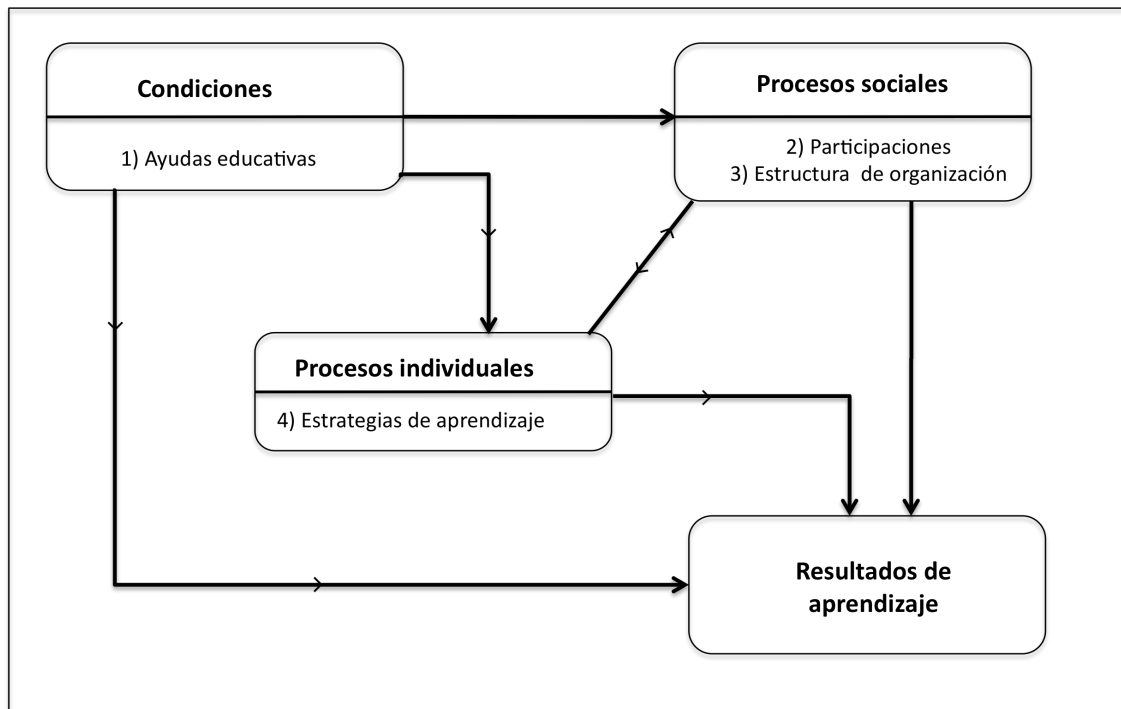 Condiciones
1) Ayudas educativas
Procesos sociales
2) Participaciones
3) Estructura  de organización
Procesos individuales
4) Estrategias de aprendizaje
Resultados de
aprendizaje